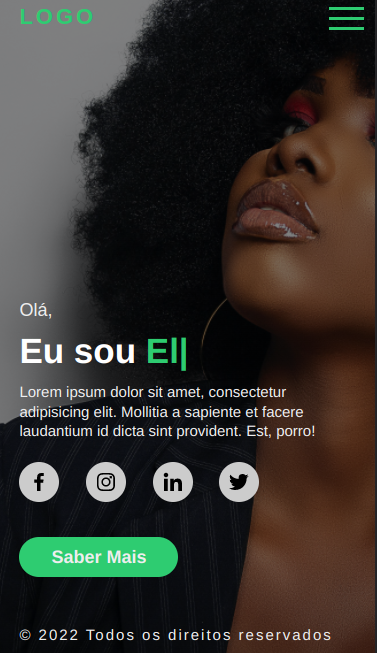 LOGO
Olá,
Eu sou El|
Lorem ipsum dolor sit amet, consectetur
adipisicing elit. Mollitia a sapiente et facere
laudantium id dicta sint provident. Est, porro!
Saber Mais
© 2022 Todos os direitos reservados